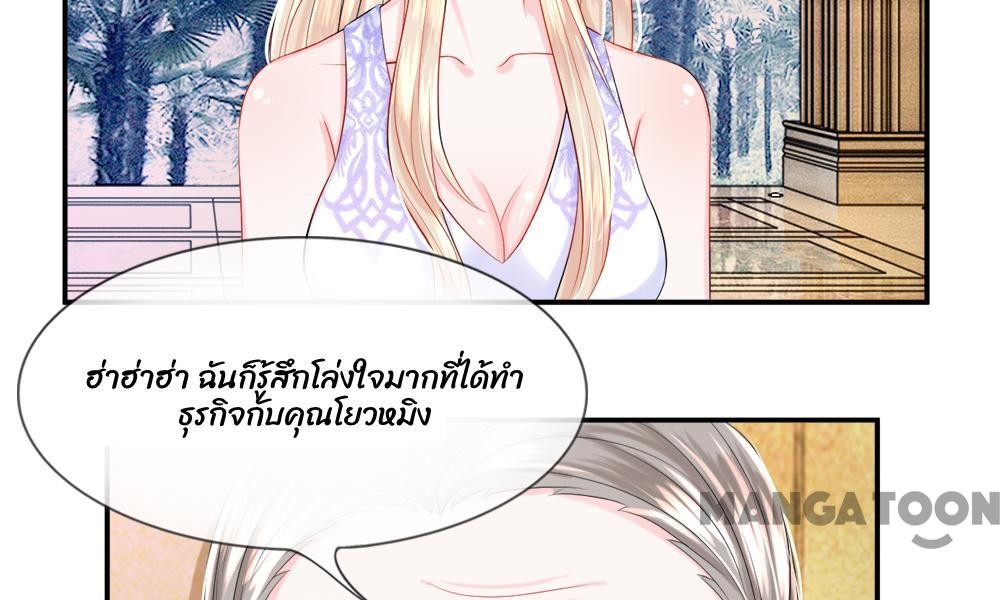 ฮ่าฮ่าฮ่า ฉันก็รู้สึกโล่งใจมากที่ได้ทำ
ธุรกิจกับคุณโยวหมิง
MANGATOON